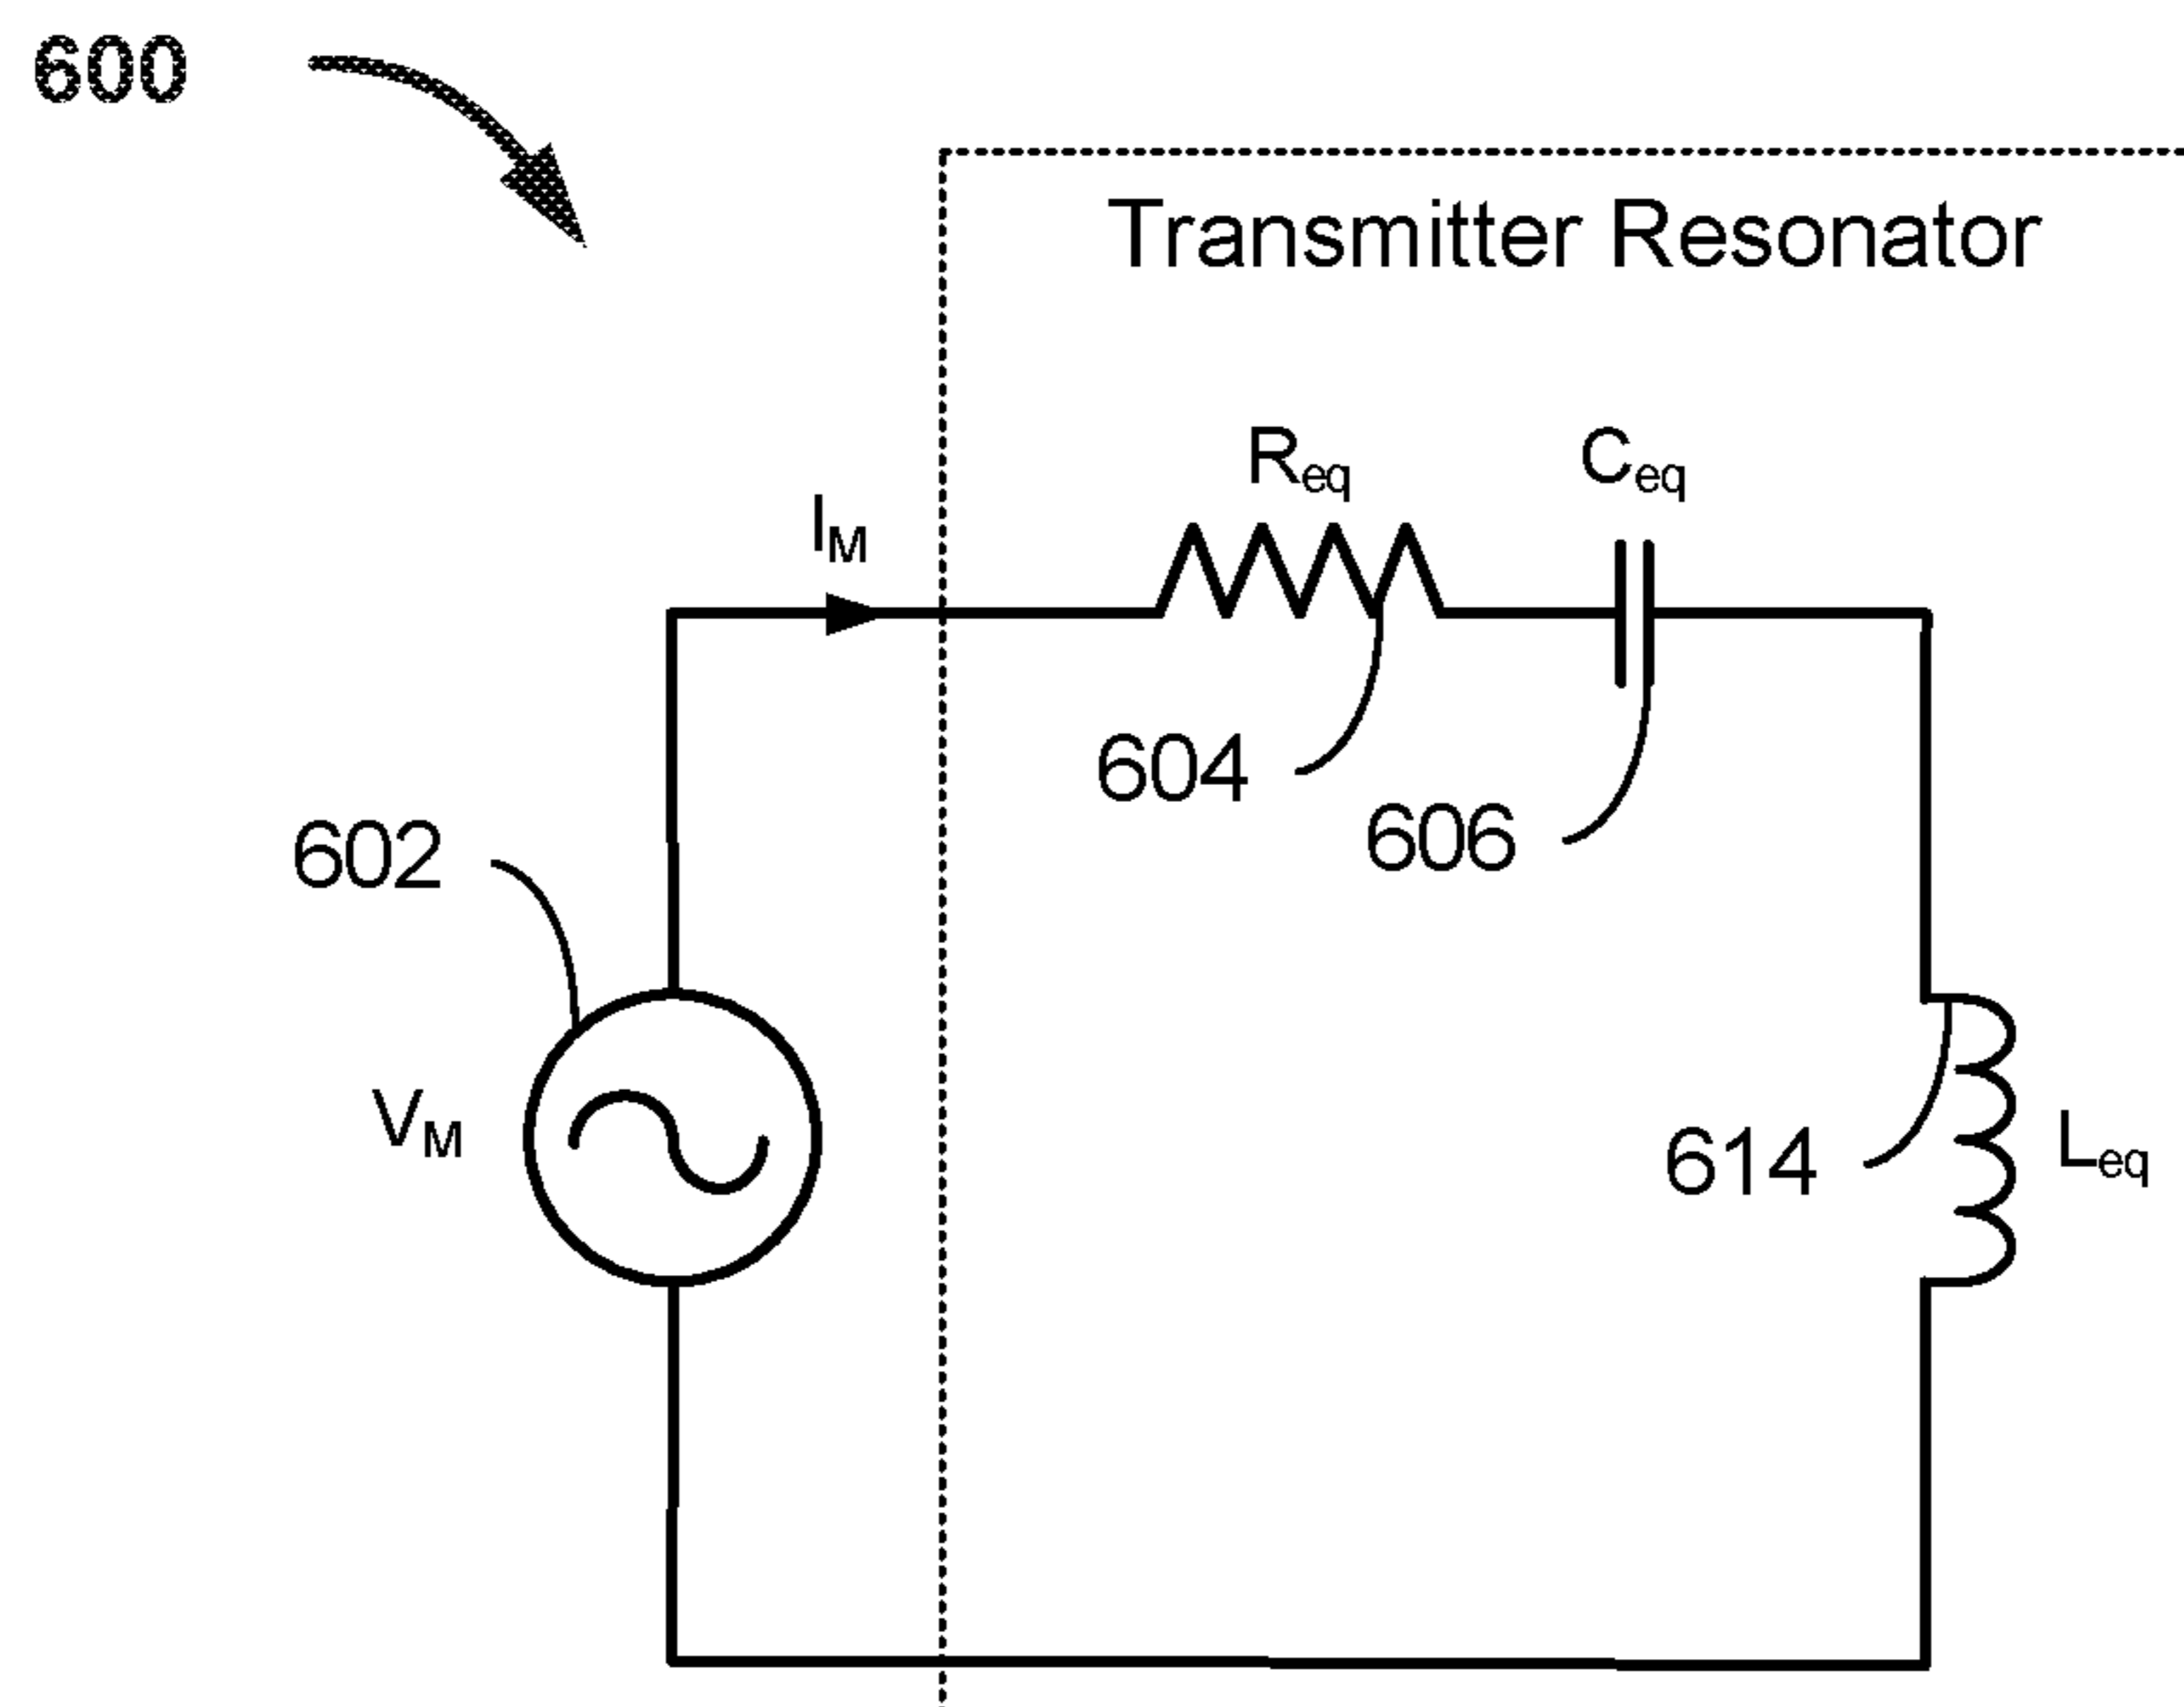 600
Transmitter Resonator
Req
Ceq
IM
604
606
602
VM
614
Leq